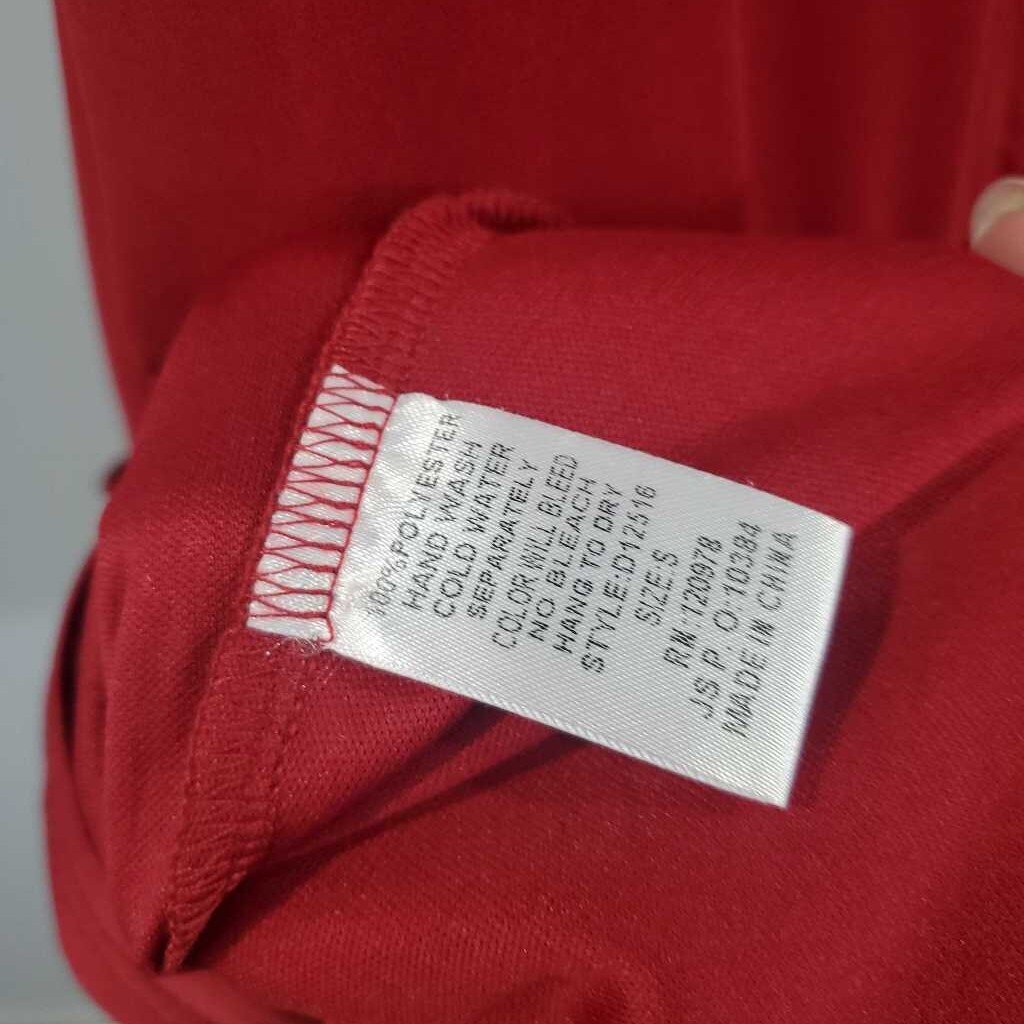 100%POLYESTER
HAND WASH
COLD WATER
SEPARATELY
COLOR WILL BLEED
NO BLEACH
HANG TO DRY
STYLE:D12516
SIZE:S
RN:120978
JS P. O:10384
MADE IN CHINA